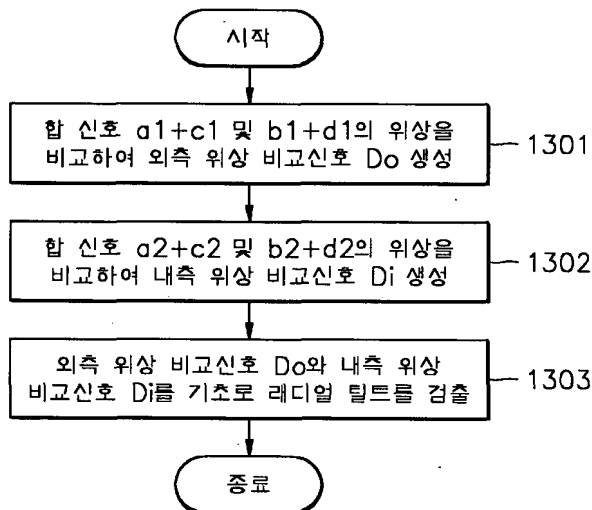 시작
합 신호 a1+c1 및 b1+d1의 위상을
비교하여 외측 위상 비교신호 Do 생성
1301
합 신호 a2+c2 및 b2+d2의 위상을
비교하여 내측 위상 비교신호 Di 생성
1302
외측 위상 비교신호 Do와 내측 위상
비교신호 Di를 기초로 래디얼 틸트를 검출
1303
종료